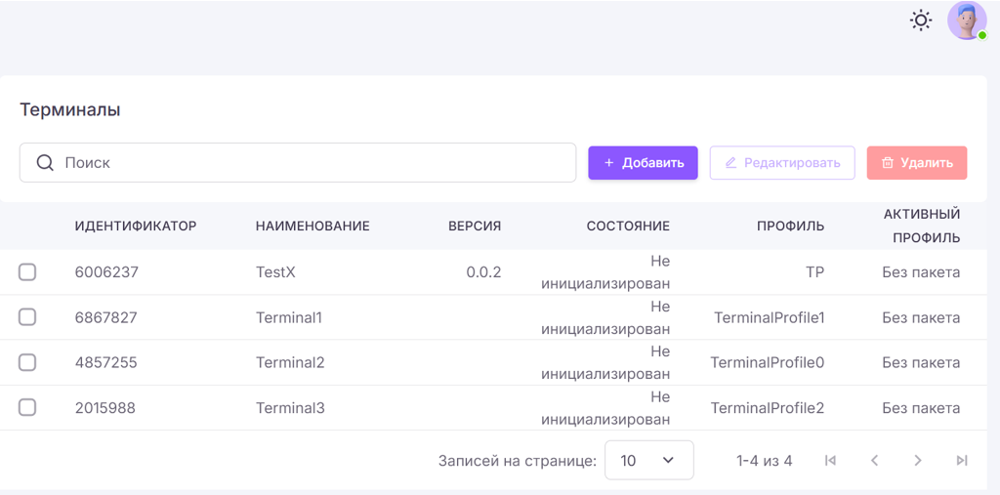 Терминалы
Поиск
+ Добавить
Редактировать
Удалить
ИДЕНТИФИКАТОР НАИМЕНОВАНИЕ ВЕРСИЯ СОСТОЯНИЕ ПРОФИЛЬ АКТИВНЫЙ
ПРОФИЛЬ
6006237 TestX 0.0.2 Не
инициализирован TP Без пакета
6867827 Terminal1 Не
инициализирован TerminalProfile1 Без пакета
4857255 Terminal2 Не
инициализирован TerminalProfile0 Без пакета
2015988 Terminal3 Не
инициализирован TerminalProfile2 Без пакета
Записей на странице: 10 1-4 из 4